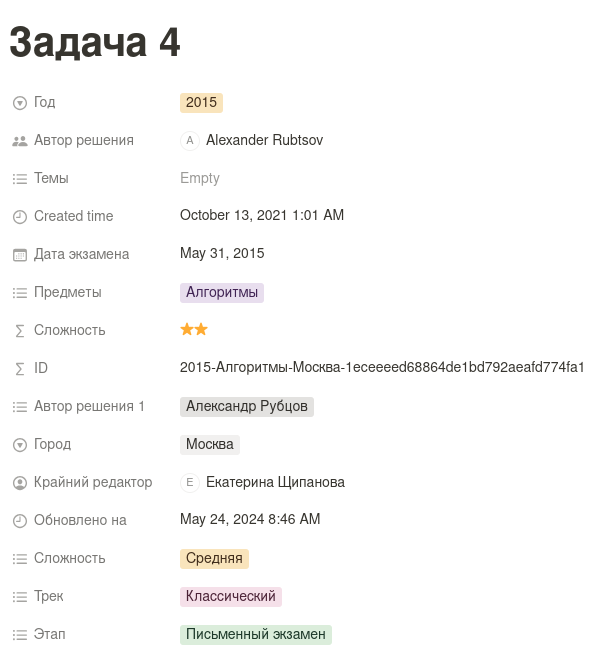 Задача 4
Год 2015
Автор решения A Alexander Rubtsov
Темы Empty
Created time October 13, 2021 1:01 AM
Дата экзамена May 31, 2015
Предметы Алгоритмы
Сложность ⭐⭐
ID 2015-Алгоритмы-Москва-1eceeeed68864de1bd792aeafd774fa1
Автор решения 1 Александр Рубцов
Город Москва
Крайний редактор E Екатерина Щипанова
Обновлено на May 24, 2024 8:46 AM
Сложность Средняя
Трек Классический
Этап Письменный экзамен